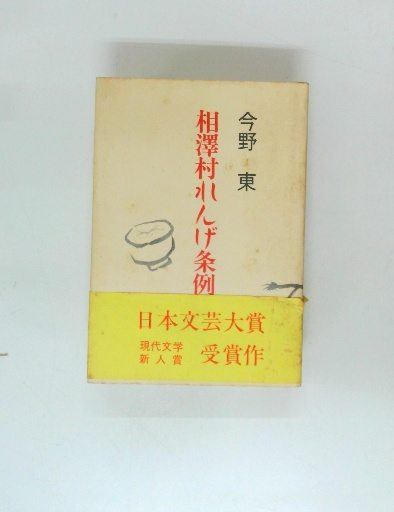 今野 東
相澤村れんげ条例
日本文芸大賞
現代文学
新人賞
受賞作